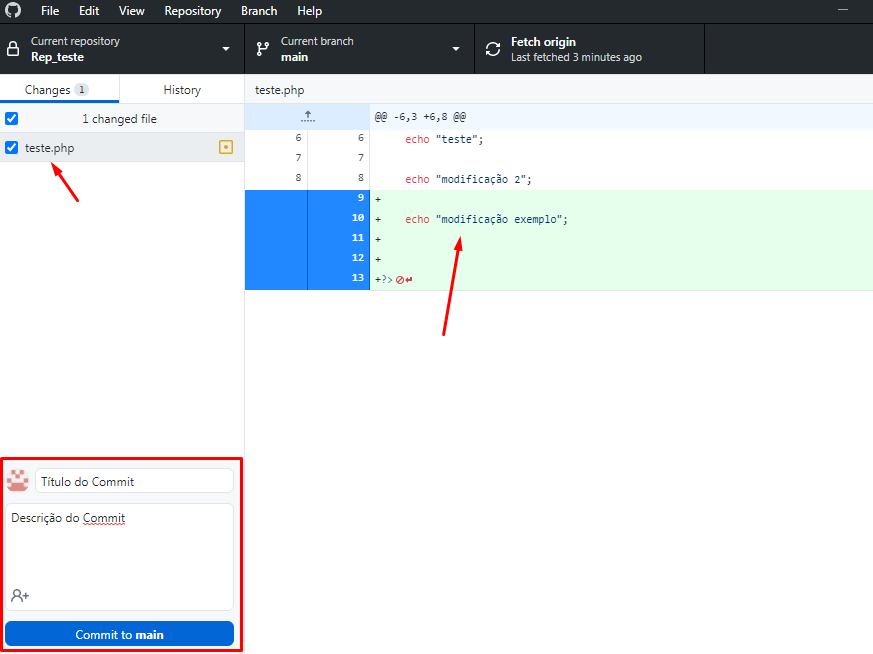 File Edit View Repository Branch Help
Current repository
Rep_teste
Current branch
main
Fetch origin
Last fetched 3 minutes ago
Changes 1 History
teste.php
1 changed file
teste.php
@@ -6,3 +6,8 @@
6 6 echo "teste";
7 7
8 8 echo "modificação 2";
9 +
10 + echo "modificação exemplo";
11 +
12 +
13 +?>
Título do Commit
Descrição do Commit
Commit to main